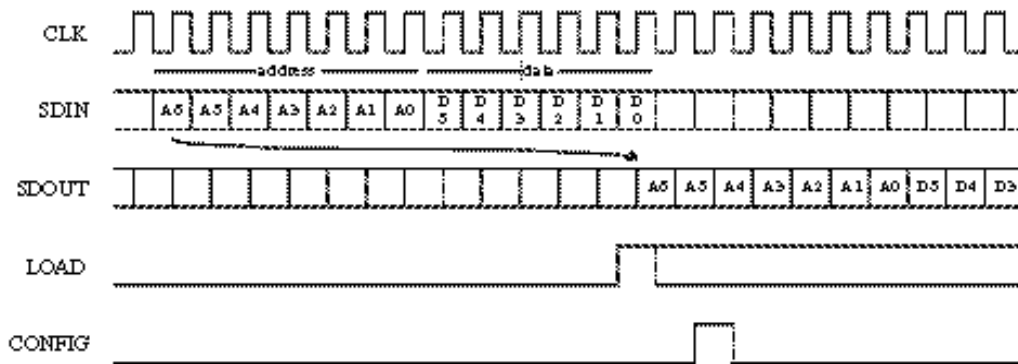 CLK
address data
SDIN A6 A5 A4 A3 A2 A1 A0 D5 D4 D3 D2 D1 D0
SDOUT A6 A5 A4 A3 A2 A1 A0 D5 D4 D3
LOAD
CONFIG